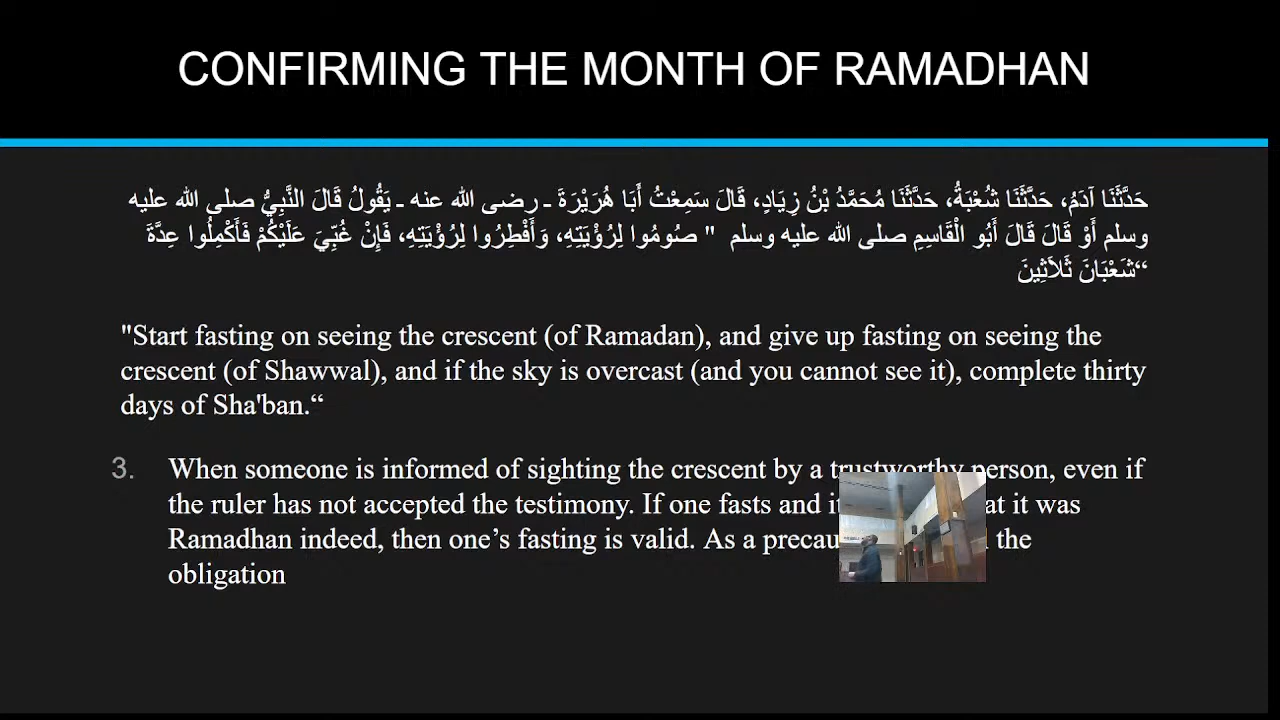 CONFIRMING THE MONTH OF RAMADHAN
حَدَّثَنَا آدَمُ، حَدَّثَنَا شُعْبَةُ، حَدَّثَنَا مُحَمَّدُ بْنُ زِيَادٍ، قَالَ سَمِعْتُ أَبَا هُرَيْرَةَ ـ رضى الله عنه ـ يَقُولُ قَالَ النَّبِيُّ صلى الله عليه
وسلم أَوْ قَالَ قَالَ أَبُو الْقَاسِمِ صلى الله عليه وسلم ‏ "‏ صُومُوا لِرُؤْيَتِهِ، وَأَفْطِرُوا لِرُؤْيَتِهِ، فَإِنْ غُبِّيَ عَلَيْكُمْ فَأَكْمِلُوا عِدَّةَ
شَعْبَانَ ثَلاَثِينَ“
"Start fasting on seeing the crescent (of Ramadan), and give up fasting on seeing the
crescent (of Shawwal), and if the sky is overcast (and you cannot see it), complete thirty
days of Sha'ban.“
3. When someone is informed of sighting the crescent by a trustworthy person, even if
the ruler has not accepted the testimony. If one fasts and it was
Ramadhan indeed, then one’s fasting is valid. As a the
obligation